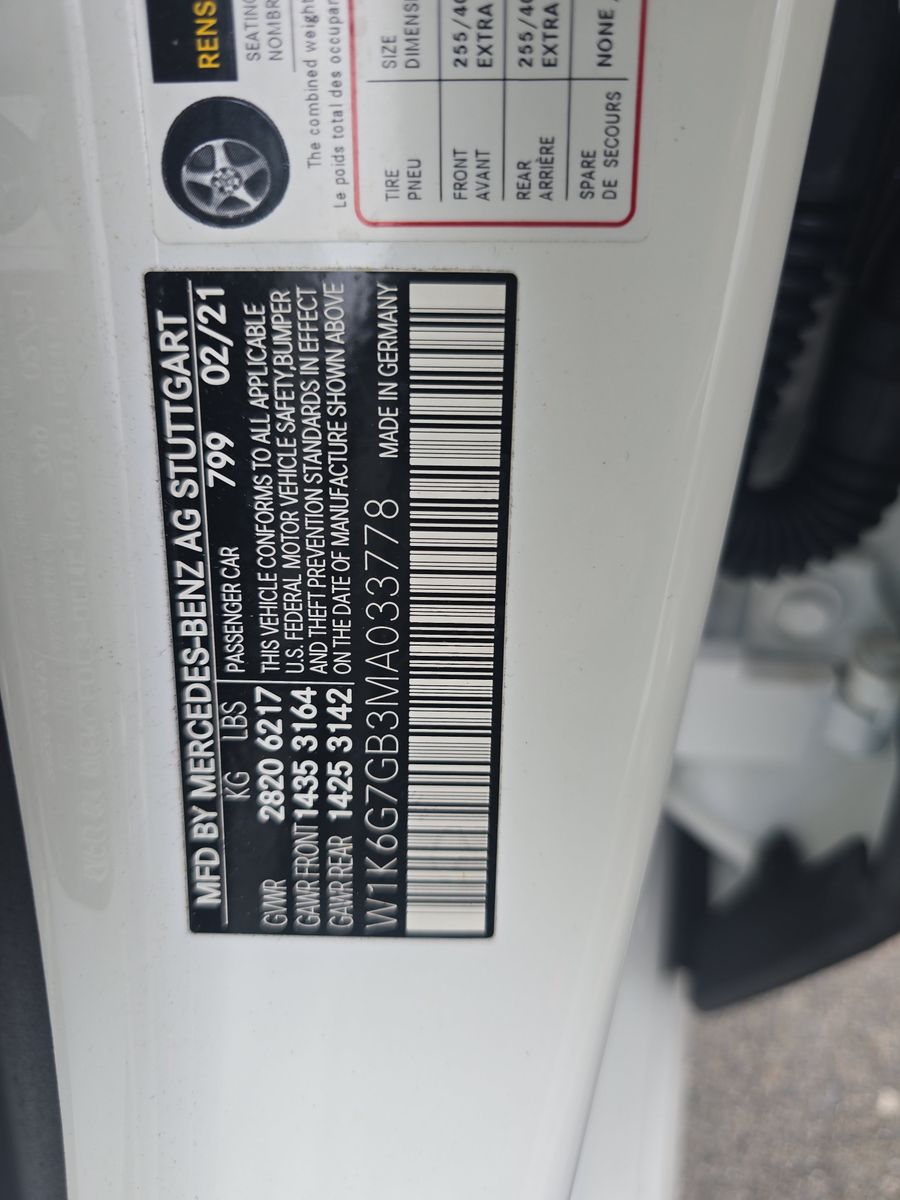 MFD BY MERCEDES-BENZ AG STUTTGART
KG LBS PASSENGER CAR 799 02/21
GVWR 2820 6217 THIS VEHICLE CONFORMS TO ALL APPLICABLE
GAWR FRONT 1435 3164 U.S. FEDERAL MOTOR VEHICLE SAFETY,BUMPER
GAWR REAR 1425 3142 AND THEFT PREVENTION STANDARDS IN EFFECT
ON THE DATE OF MANUFACTURE SHOWN ABOVE
W1K6G7GB3MA033778 MADE IN GERMANY
RENS
SEATING
NOMBR
The combined weight
Le poids total des occupan
TIRE SIZE
PNEU DIMENSI
FRONT 255/4
AVANT EXTRA
REAR 255/4
ARRIÈRE EXTRA
SPARE NONE
DE SECOURS